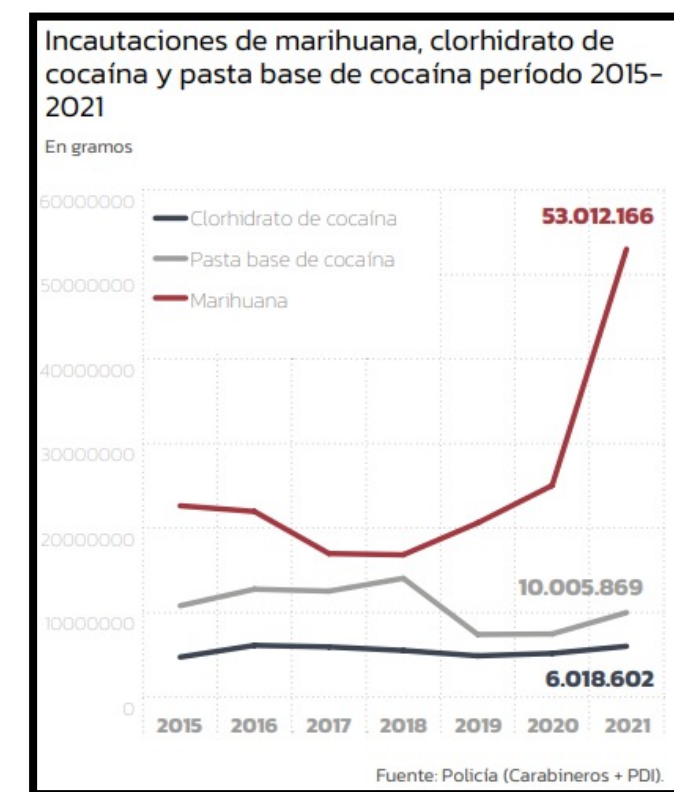 Incautaciones de marihuana, clorhidrato de
cocaína y pasta base de cocaína período 2015-
2021
En gramos
60000000
53.012.166
Clorhidrato de cocaína
Pasta base de cocaína
50000000
Marihuana
40000000
30000000
20000000
10.005.869
10000000
6.018.602
0
2015 2016 2017 2018 2019 2020 2021
Fuente: Policía (Carabineros + PDI).